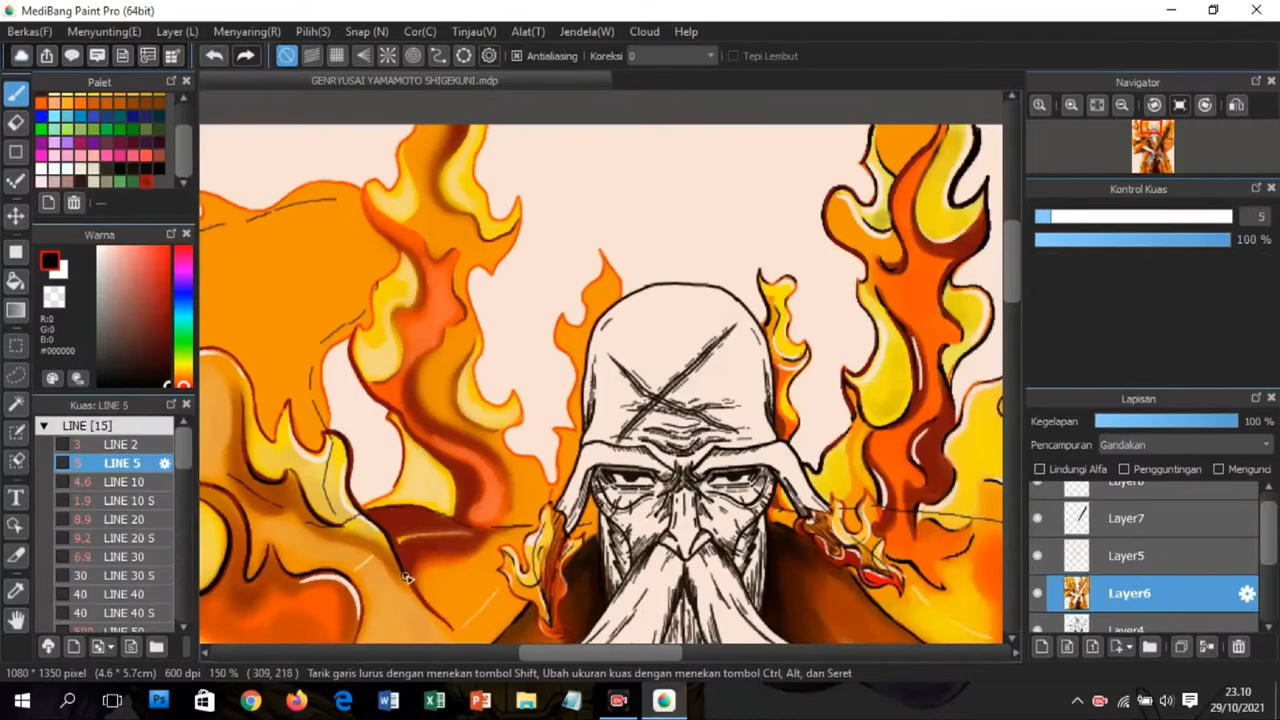 MediBang Paint Pro (64bit)
Berkas(F) Menyunting(E) Layer (L) Menyaring(R) Pilih(S) Snap (N) Cor(C) Tinjau(V) Alat(T) Jendela(W) Cloud Help
Antialiasing Koreksi 0 Tepi Lembut
Palet
GENRYUSAI YAMAMOTO SHIGEKUNI.mdp
Navigator
Kontrol Kuas
---
5
100 %
Warna
R:0
G:0
B:0
#000000
Kuas: LINE 5
LINE [15]
3 LINE 2
5 LINE 5
4.6 LINE 10
1.9 LINE 10 S
8.9 LINE 20
9.2 LINE 20 S
6.9 LINE 30
30 LINE 30 S
40 LINE 40
40 LINE 40 S
500 LINE 50
Lapisan
Kegelapan 100 %
Pencampuran Gandakan
Lindungi Alfa Pengguntingan Mengunci
Layer8
Layer7
Layer5
Layer6
Layer4
1080 * 1350 pixel (4.6 * 5.7cm) 600 dpi 150 % ( 309, 218 ) Tarik garis lurus dengan menekan tombol Shift, Ubah ukuran kuas dengan menekan tombol Ctrl, Alt, dan Seret
23.10
29/10/2021